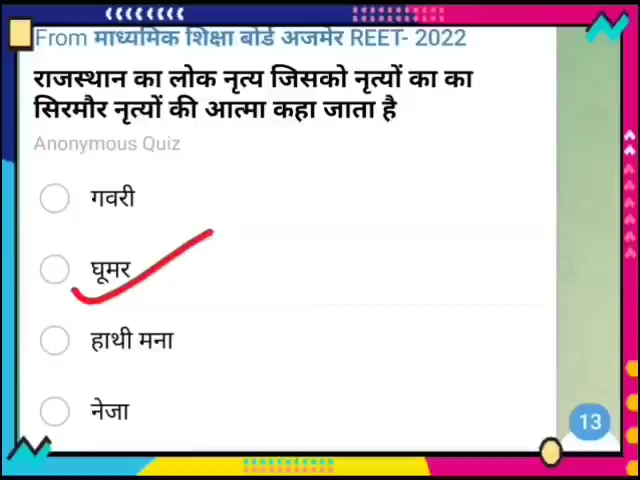 From माध्यमिक शिक्षा बोर्ड अजमेर REET- 2022
राजस्थान का लोक नृत्य जिसको नृत्यों का का
सिरमौर नृत्यों की आत्मा कहा जाता है
Anonymous Quiz
गवरी
घूमर
हाथी मना
नेजा
13